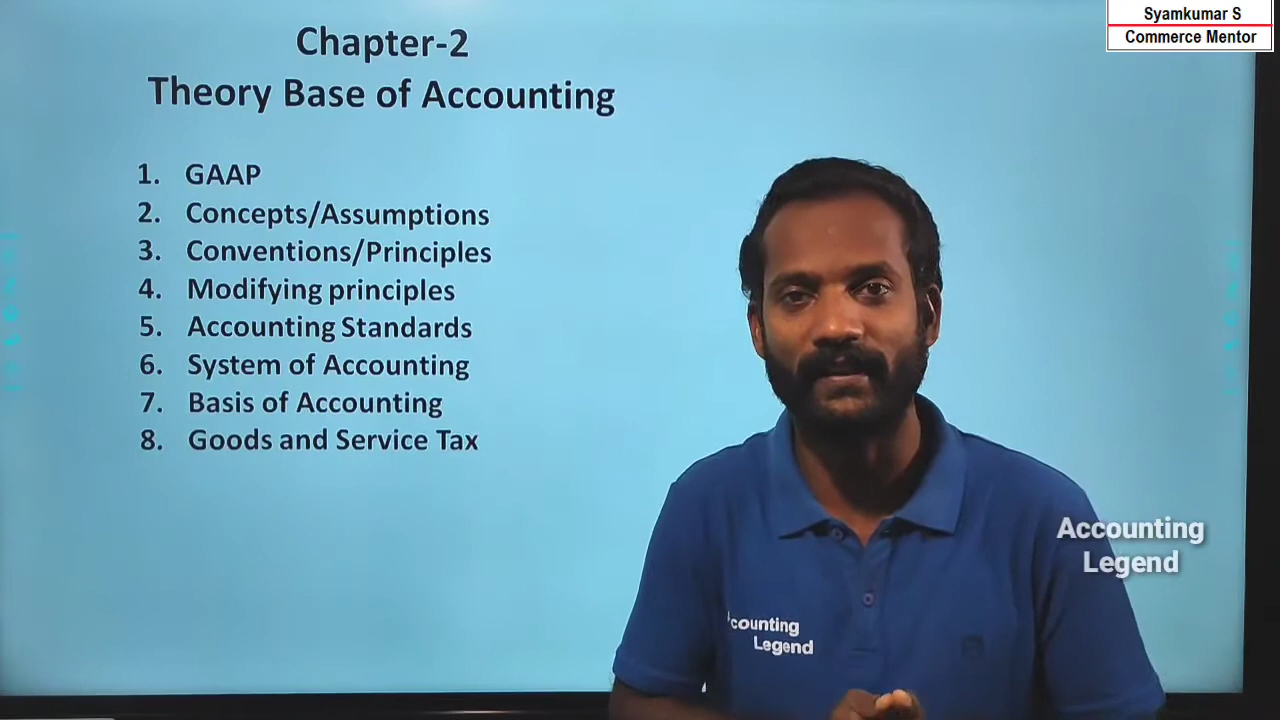 Syamkumar S
Commerce Mentor
Chapter-2
Theory Base of Accounting
1. GAAP
2. Concepts/Assumptions
3. Conventions/Principles
4. Modifying principles
5. Accounting Standards
6. System of Accounting
7. Basis of Accounting
8. Goods and Service Tax
Accounting
Legend
counting
Legend